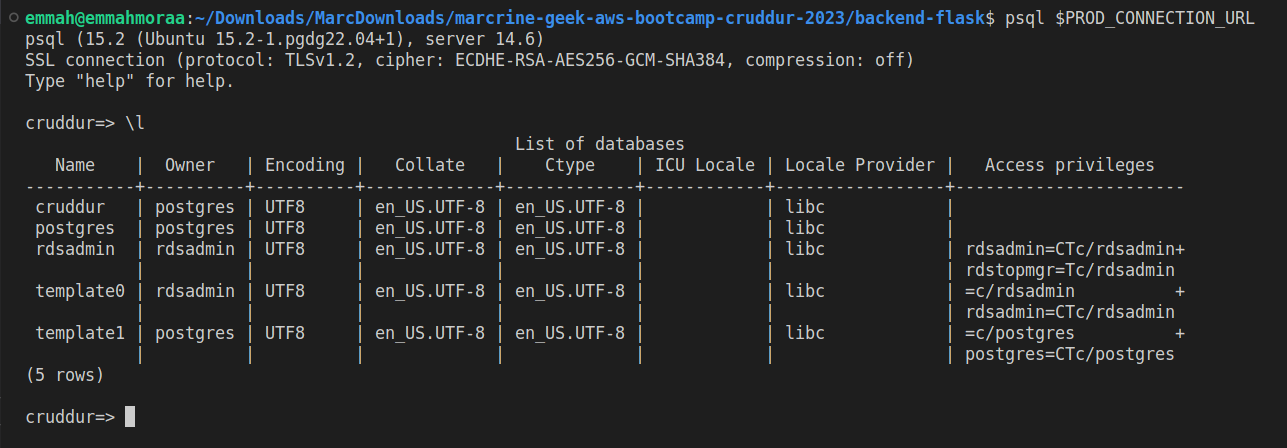 emmah@emmahmoraa:~/Downloads/MarcDownloads/marcrine-geek-aws-bootcamp-cruddur-2023/backend-flask$ psql $PROD_CONNECTION_URL
psql (15.2 (Ubuntu 15.2-1.pgdg22.04+1), server 14.6)
SSL connection (protocol: TLSv1.2, cipher: ECDHE-RSA-AES256-GCM-SHA384, compression: off)
Type "help" for help.

cruddur=> \l
                                                 List of databases
   Name    |  Owner   | Encoding |   Collate   |    Ctype    | ICU Locale | Locale Provider |   Access privileges
-----------+----------+----------+-------------+-------------+------------+-----------------+-----------------------
 cruddur   | postgres | UTF8     | en_US.UTF-8 | en_US.UTF-8 |            | libc            |
 postgres  | postgres | UTF8     | en_US.UTF-8 | en_US.UTF-8 |            | libc            |
 rdsadmin  | rdsadmin | UTF8     | en_US.UTF-8 | en_US.UTF-8 |            | libc            | rdsadmin=CTc/rdsadmin+
           |          |          |             |             |            |                 | rdstopmgr=Tc/rdsadmin
 template0 | rdsadmin | UTF8     | en_US.UTF-8 | en_US.UTF-8 |            | libc            | =c/rdsadmin          +
           |          |          |             |             |            |                 | rdsadmin=CTc/rdsadmin
 template1 | postgres | UTF8     | en_US.UTF-8 | en_US.UTF-8 |            | libc            | =c/postgres          +
           |          |          |             |             |            |                 | postgres=CTc/postgres
(5 rows)

cruddur=>